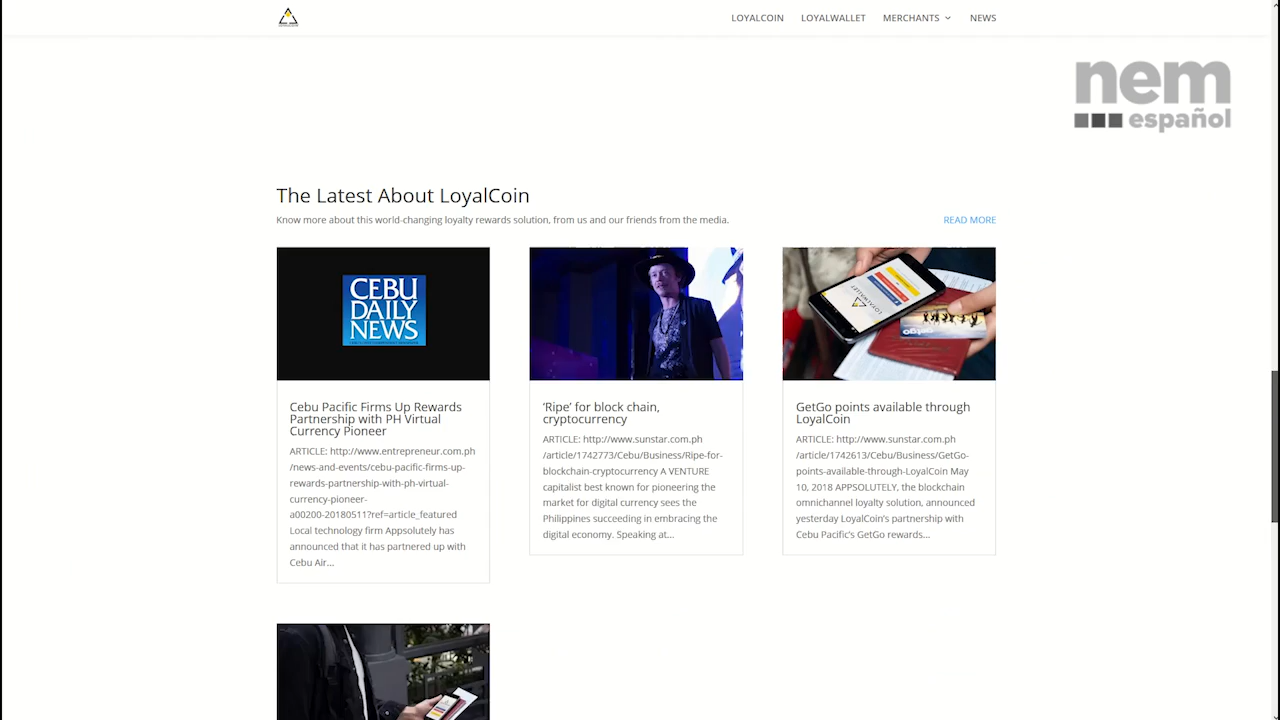 LOYALCOIN LOYALWALLET MERCHANTS NEWS
nem
español
The Latest About LoyalCoin
Know more about this world-changing loyalty rewards solution, from us and our friends from the media.
READ MORE
CEBU
DAILY
NEWS
Cebu Pacific Firms Up Rewards
Partnership with PH Virtual
Currency Pioneer
ARTICLE: http://www.entrepreneur.com.ph
/news-and-events/cebu-pacific-firms-up-
rewards-partnership-with-ph-virtual-
currency-pioneer-
a00200-20180511?ref=article_featured
Local technology firm Appsolutely has
announced that it has partnered up with
Cebu Air...
‘Ripe’ for block chain,
cryptocurrency
ARTICLE: http://www.sunstar.com.ph
/article/1742773/Cebu/Business/Ripe-for-
blockchain-cryptocurrency A VENTURE
capitalist best known for pioneering the
market for digital currency sees the
Philippines succeeding in embracing the
digital economy. Speaking at...
LOYALWALLET
GetGo
GetGo points available through
LoyalCoin
ARTICLE: http://www.sunstar.com.ph
/article/1742613/Cebu/Business/GetGo-
points-available-through-LoyalCoin May
10, 2018 APPSOLUTELY, the blockchain
omnichannel loyalty solution, announced
yesterday LoyalCoin’s partnership with
Cebu Pacific’s GetGo rewards...